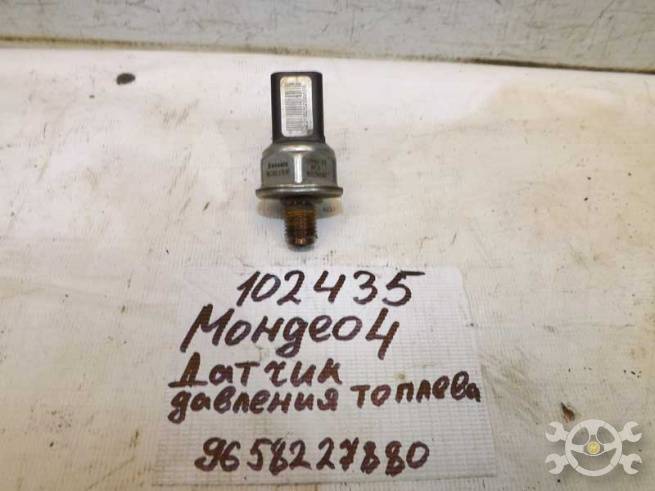 102435
Мондео4
Датчик
давления топлева
9658227880